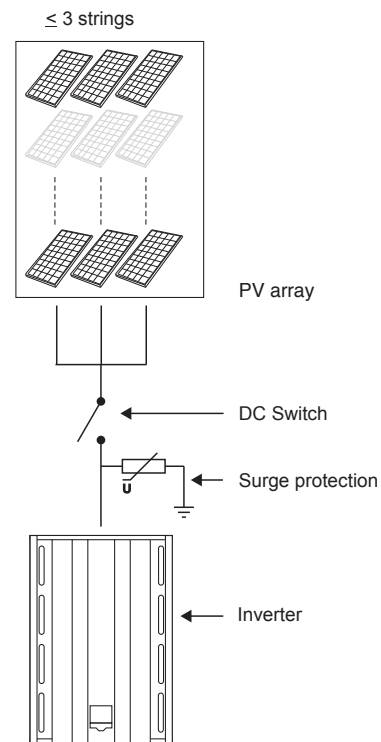 ≤ 3 strings
PV array
DC Switch
Surge protection
U
Inverter